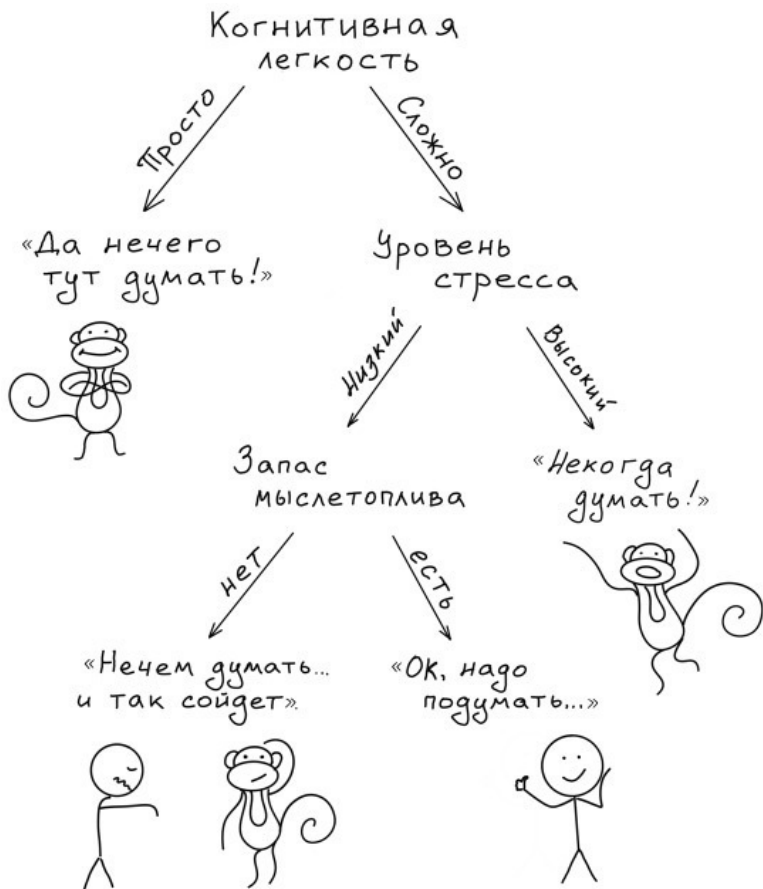 Когнитивная
легкость
Просто
Сложно
«Да нечего
тут думать!»
Уровень
стресса
Низкий
Высокий
Запас
мыслетоплива
«Некогда
думать!»
нет
есть
«Нечем думать...
и так сойдет».
«Ок, надо
подумать...»